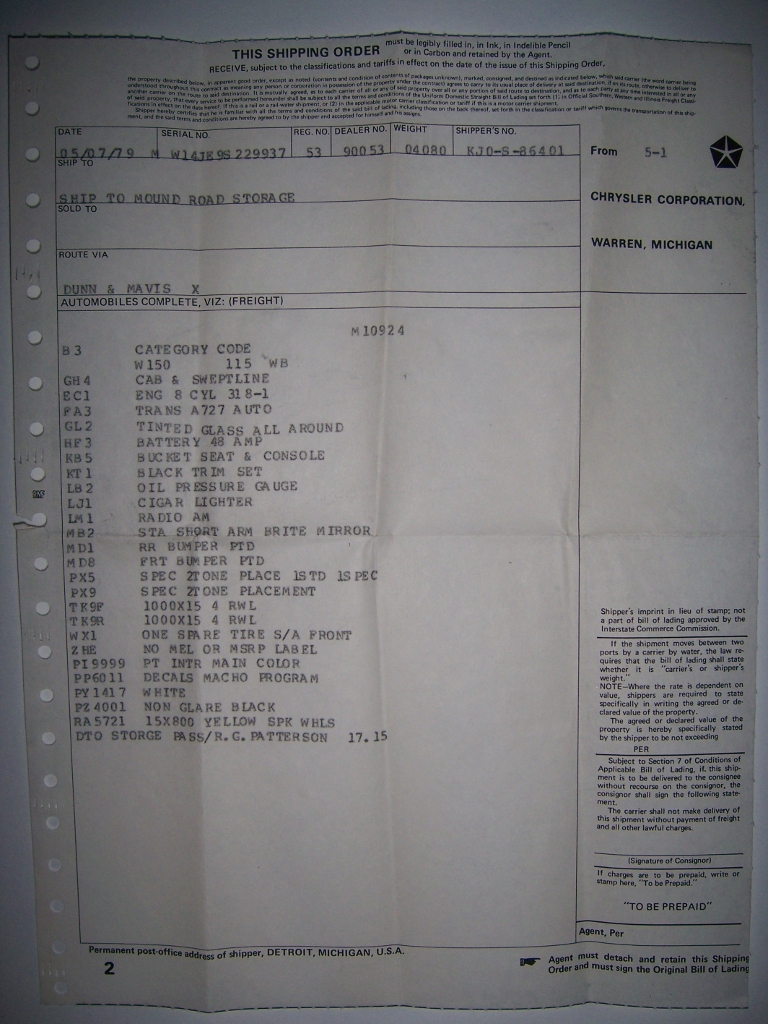 THIS SHIPPING ORDER must be legibly filled in, in Ink, in Indelible Pencil
or in Carbon and retained by the Agent.
RECEIVE, subject to the classifications and tariffs in effect on the date of the issue of this Shipping Order.
DATE SERIAL NO. REG. NO. DEALER NO. WEIGHT SHIPPER'S NO.
05/07/79 M W14JE9S229937 53 90053 04080 KJ0-S-86401
From 5-1
SHIP TO
SHIP TO MOUND ROAD STORAGE
CHRYSLER CORPORATION,
SOLD TO
WARREN, MICHIGAN
ROUTE VIA
DUNN & MAVIS X
AUTOMOBILES COMPLETE, VIZ: (FREIGHT)
M10924
B3 CATEGORY CODE
W150 115 WB
GH4 CAB & SWEPTLINE
EC1 ENG 8 CYL 318-1
FA3 TRANS A727 AUTO
GL2 TINTED GLASS ALL AROUND
HF3 BATTERY 48 AMP
KB5 BUCKET SEAT & CONSOLE
KT1 BLACK TRIM SET
LB2 OIL PRESSURE GAUGE
LJ1 CIGAR LIGHTER
LM1 RADIO AM
MB2 STA SHORT ARM BRITE MIRROR
MD1 RR BUMPER PTD
MD8 FRT BUMPER PTD
PX5 SPEC 2TONE PLACE 1STD 1SPEC
PX9 SPEC 2TONE PLACEMENT
TK9F 1000X15 4 RWL
TK9R 1000X15 4 RWL
WX1 ONE SPARE TIRE S/A FRONT
ZHE NO MEL OR MSRP LABEL
PI9999 PT INTR MAIN COLOR
PP6011 DECALS MACHO PROGRAM
PY1417 WHITE
PZ4001 NON GLARE BLACK
RA5721 15X800 YELLOW SPK WHLS
DTO STORGE PASS/R.G.PATTERSON 17.15
Shipper's imprint in lieu of stamp; not
a part of bill of lading approved by the
Interstate Commerce Commission.
If the shipment moves between two
ports by a carrier by water, the law re-
quires that the bill of lading shall state
whether it is "carrier's or shipper's
weight."
NOTE—Where the rate is dependent on
value, shippers are required to state
specifically in writing the agreed or de-
clared value of the property.
The agreed or declared value of the
property is hereby specifically stated
by the shipper to be not exceeding
PER
Subject to Section 7 of Conditions of
Applicable Bill of Lading, if, this ship-
ment is to be delivered to the consignee
without recourse on the consignor, the
consignor shall sign the following state-
ment.
The carrier shall not make delivery of
this shipment without payment of freight
and all other lawful charges.
(Signature of Consignor)
If charges are to be prepaid, write or
stamp here, "To be Prepaid."
"TO BE PREPAID"
Agent, Per
Permanent post-office address of shipper, DETROIT, MICHIGAN, U.S.A.
2
Agent must detach and retain this Shipping
Order and must sign the Original Bill of Lading